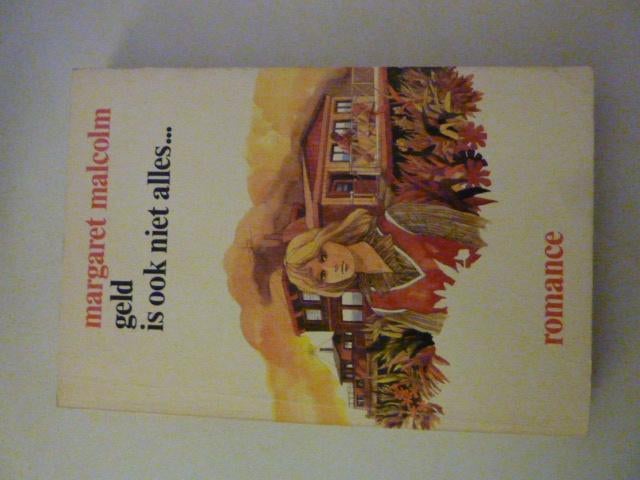 margaret malcolm
geld
is ook niet alles...
romance